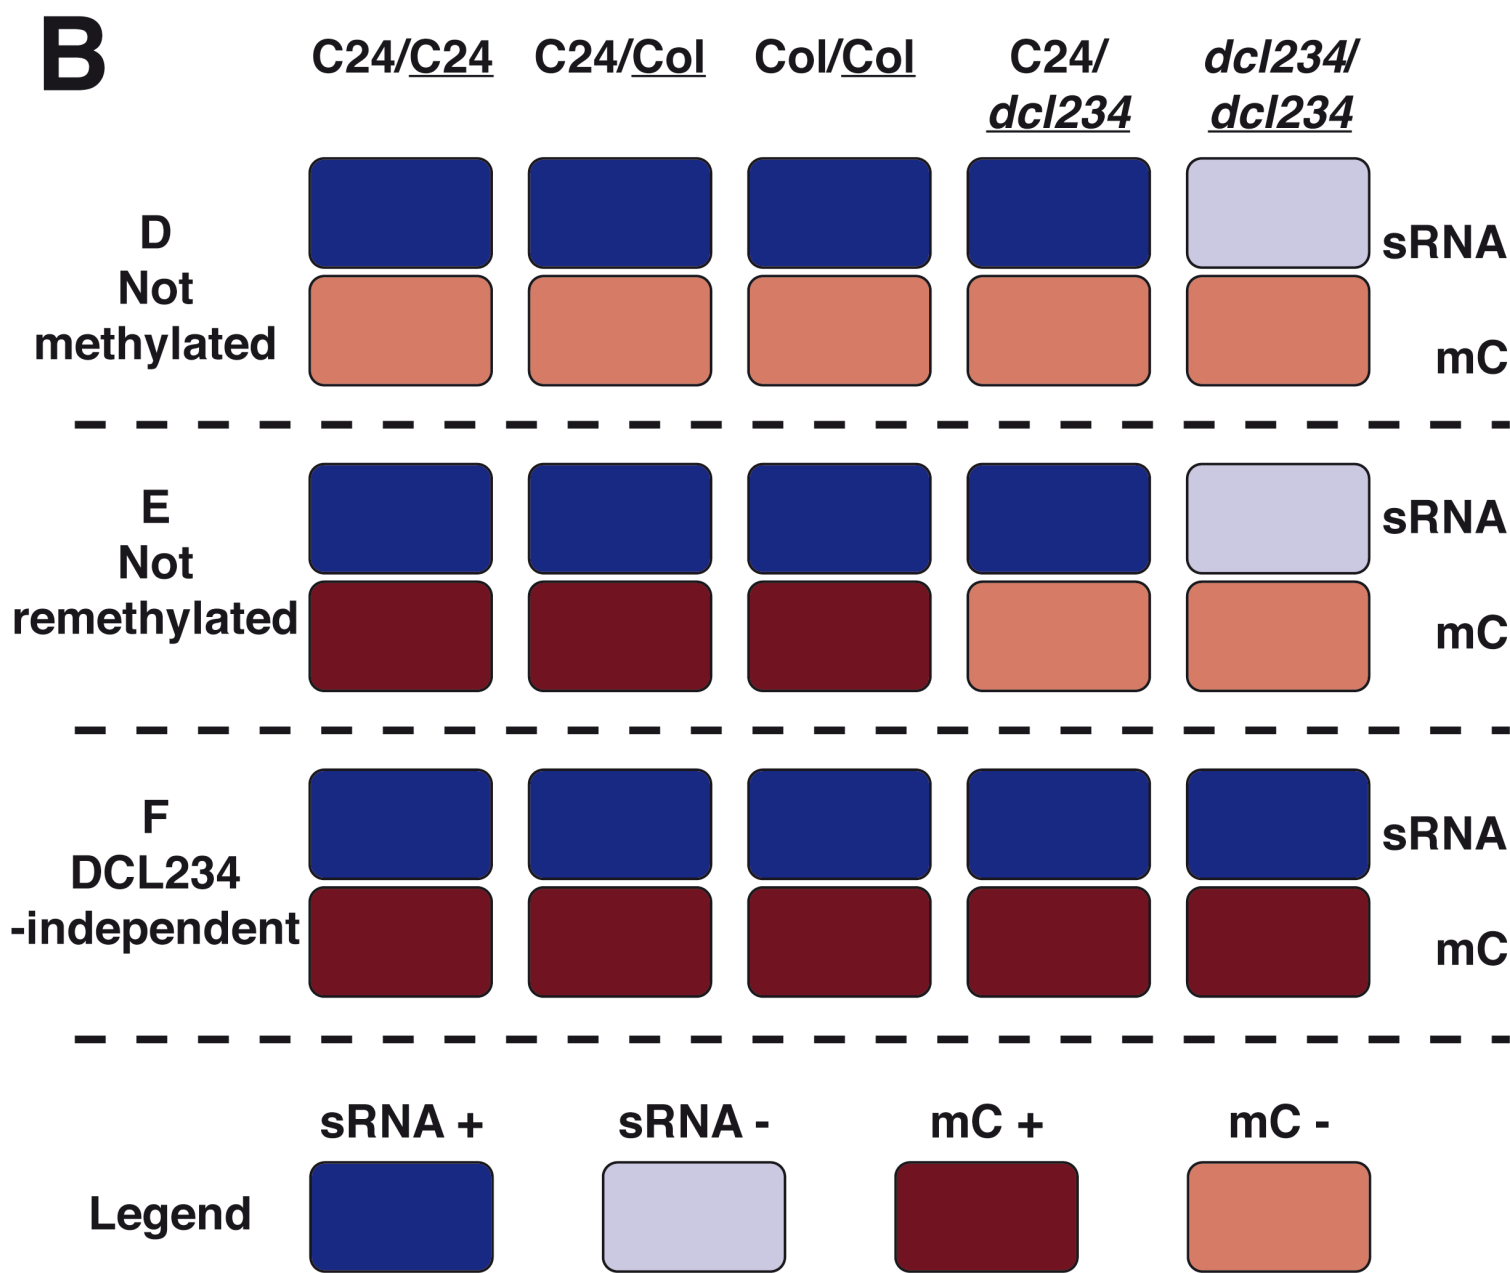 B
C24/C24 C24/Col Col/Col C24/ dcl234/
dcl234 dcl234
D
Not
methylated
sRNA
mC
E
Not
remethylated
sRNA
mC
F
DCL234
-independent
sRNA
mC
sRNA + sRNA - mC + mC -
Legend